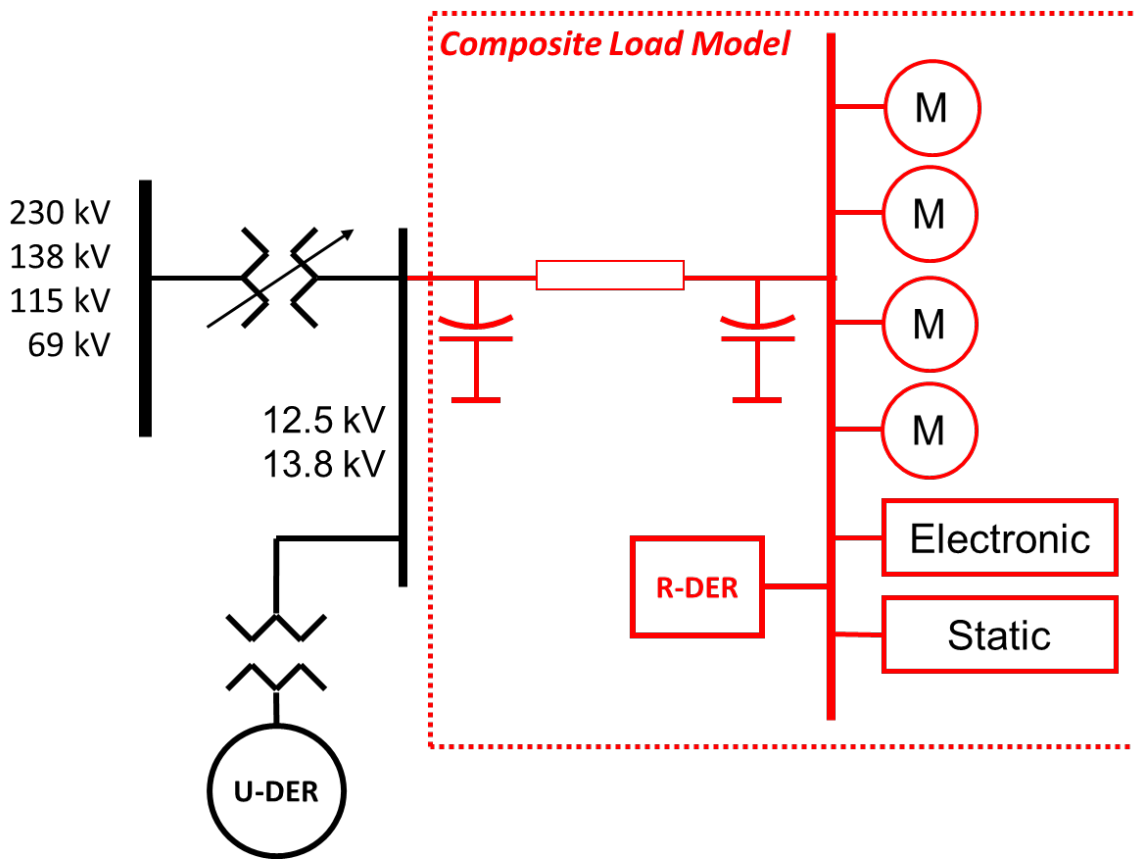 Composite Load Model
M
M
M
M
230 kV
138 kV
115 kV
69 kV
12.5 kV
13.8 kV
Electronic
R-DER
Static
U-DER